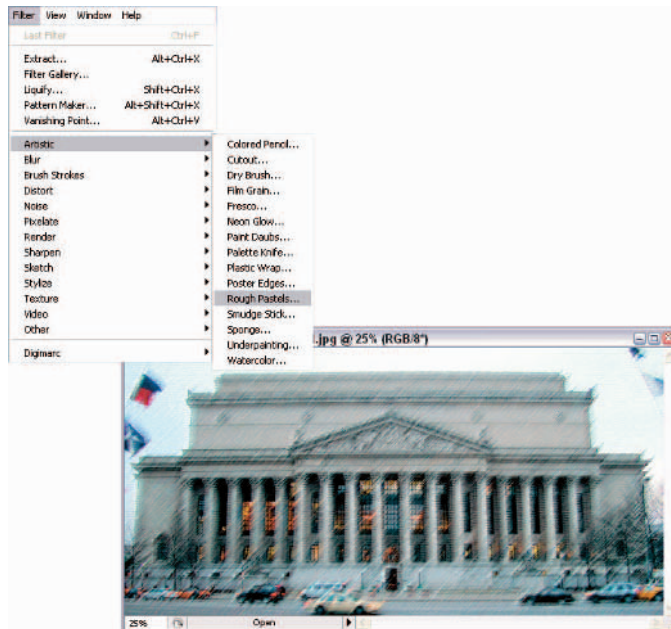 Filter View Window Help
Last Filter Ctrl+F
Extract... Alt+Ctrl+X
Filter Gallery...
Liquify... Shift+Ctrl+X
Pattern Maker... Alt+Shift+Ctrl+X
Vanishing Point... Alt+Ctrl+V
Artistic
Blur
Brush Strokes
Distort
Noise
Pixelate
Render
Sharpen
Sketch
Stylize
Texture
Video
Other
Digimarc
Colored Pencil...
Cutout...
Dry Brush...
Film Grain...
Fresco...
Neon Glow...
Paint Daubs...
Palette Knife...
Plastic Wrap...
Poster Edges...
Rough Pastels...
Smudge Stick...
Sponge...
Underpainting...
Watercolor...
.jpg @ 25% (RGB/8*)
25% Open